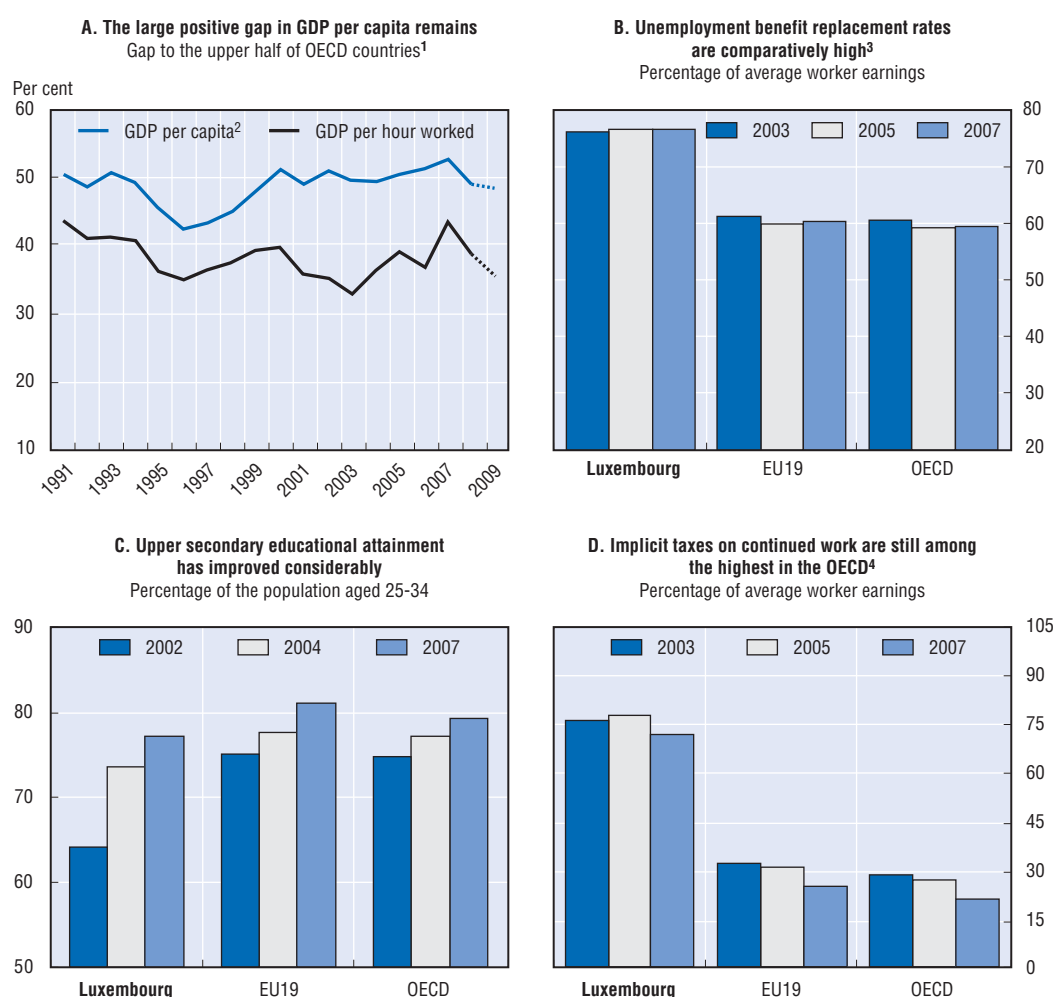 A. The large positive gap in GDP per capita remains
Gap to the upper half of OECD countries1
Per cent
60
50
40
30
20
10
GDP per capita2 GDP per hour worked
1991 1993 1995 1997 1999 2001 2003 2005 2007 2009
B. Unemployment benefit replacement rates
are comparatively high3
Percentage of average worker earnings
2003 2005 2007
80
70
60
50
40
30
20
Luxembourg EU19 OECD
C. Upper secondary educational attainment
has improved considerably
Percentage of the population aged 25-34
90
80
70
60
50
2002 2004 2007
Luxembourg EU19 OECD
D. Implicit taxes on continued work are still among
the highest in the OECD4
Percentage of average worker earnings
2003 2005 2007
105
90
75
60
45
30
15
0
Luxembourg EU19 OECD